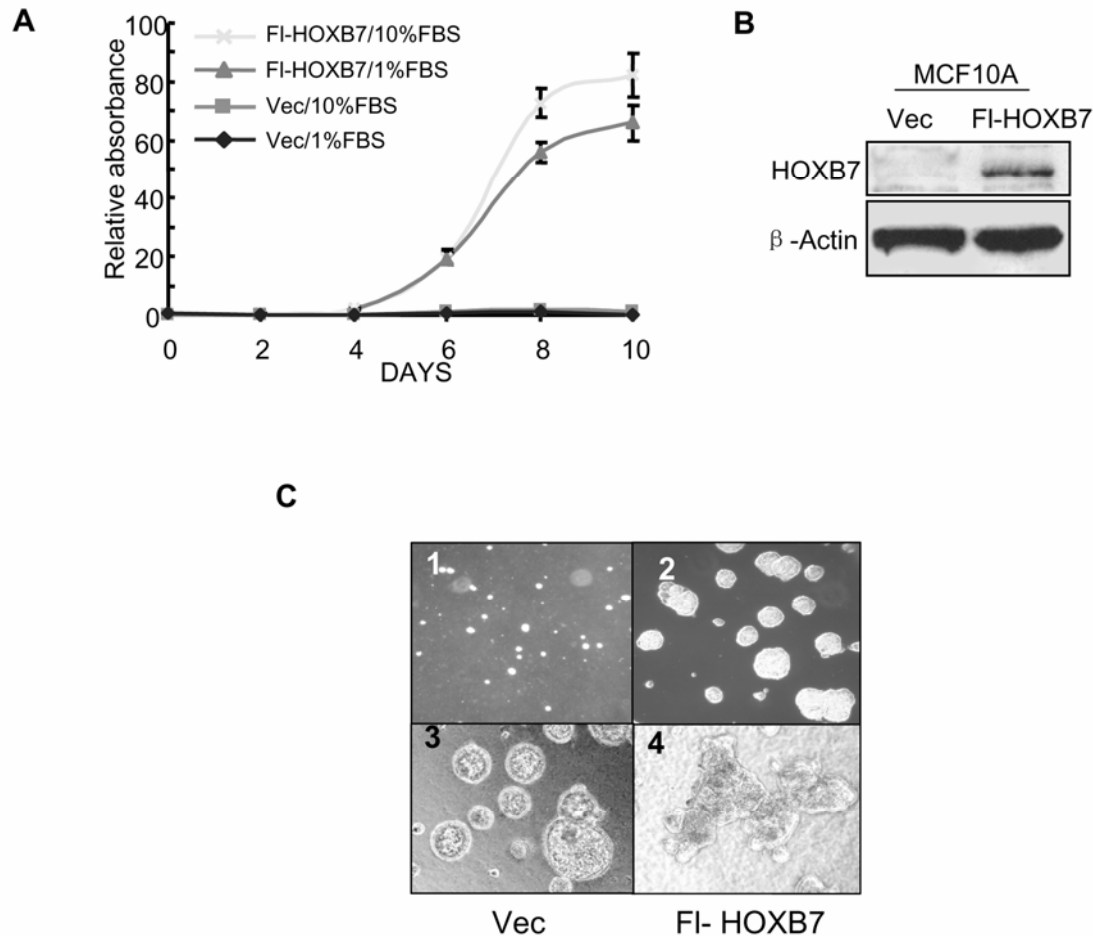 A
100
80
60
40
20
0
Relative absorbance
Fl-HOXB7/10%FBS
Fl-HOXB7/1%FBS
Vec/10%FBS
Vec/1%FBS
0 2 4 6 8 10
DAYS
B
MCF10A
Vec Fl-HOXB7
HOXB7
β -Actin
C
1 2
3 4
Vec Fl- HOXB7